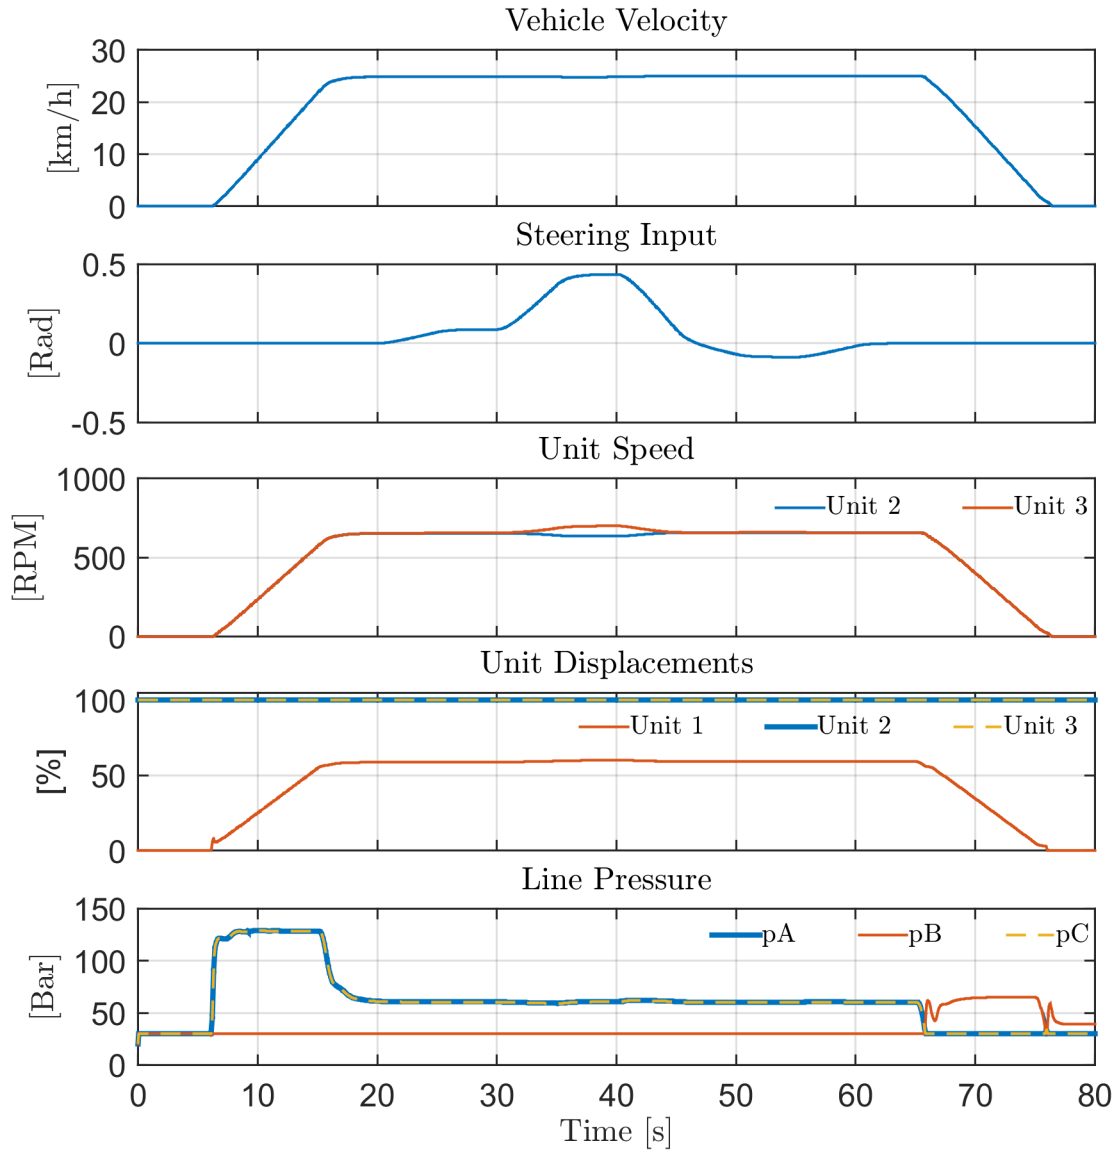 Vehicle Velocity
[km/h]
30
20
10
0
Steering Input
[Rad]
0.5
0
-0.5
Unit Speed
[RPM]
1000
500
0
Unit 2 Unit 3
Unit Displacements
[%]
100
50
0
Unit 1 Unit 2 Unit 3
Line Pressure
[Bar]
150
100
50
0
pA pB pC
0 10 20 30 40 50 60 70 80
Time [s]